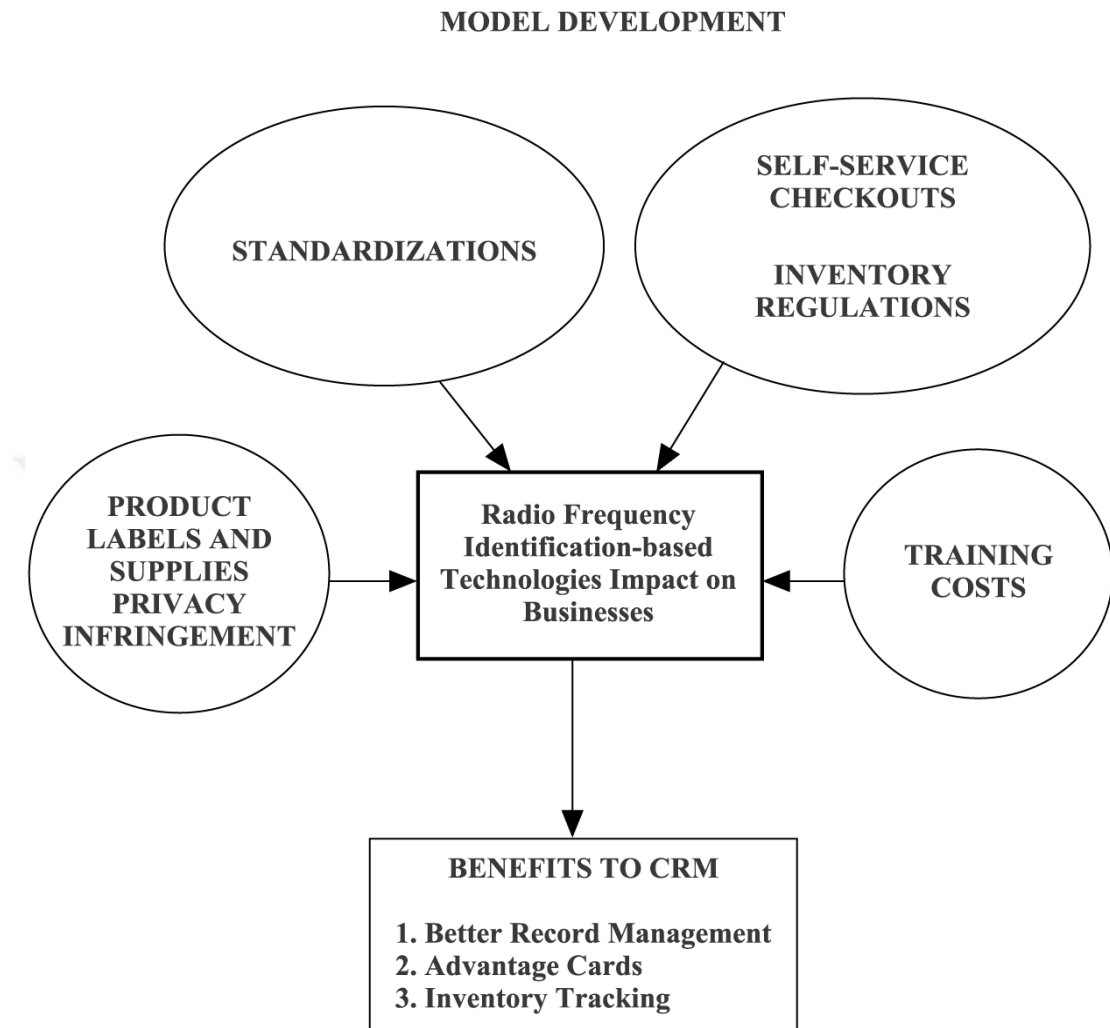 MODEL DEVELOPMENT
STANDARDIZATIONS
SELF-SERVICE
CHECKOUTS
INVENTORY
REGULATIONS
PRODUCT
LABELS AND
SUPPLIES
PRIVACY
INFRINGEMENT
Radio Frequency
Identification-based
Technologies Impact on
Businesses
TRAINING
COSTS
BENEFITS TO CRM
1. Better Record Management
2. Advantage Cards
3. Inventory Tracking